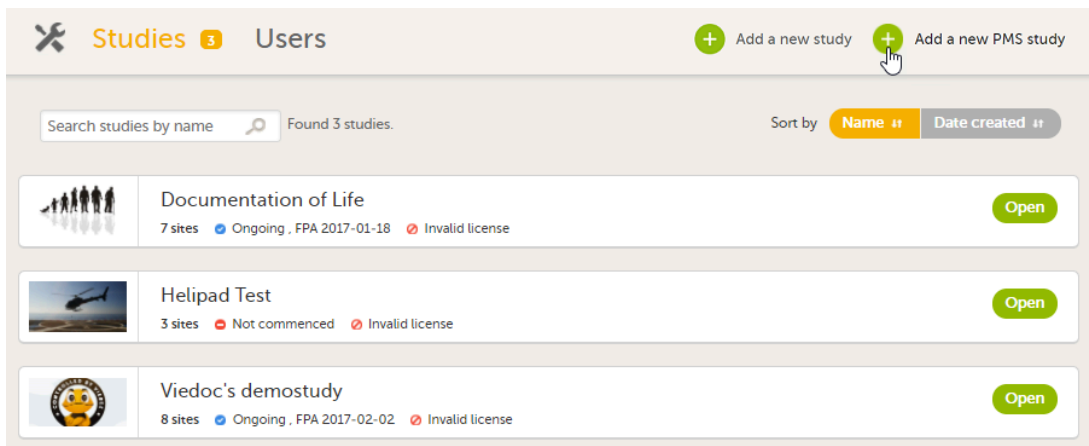 Studies 3 Users Add a new study Add a new PMS study
Search studies by name Found 3 studies. Sort by Name Date created
Documentation of Life
7 sites Ongoing , FPA 2017-01-18 Invalid license
Open
Helipad Test
3 sites Not commenced Invalid license
Open
Viedoc's demostudy
8 sites Ongoing , FPA 2017-02-02 Invalid license
Open